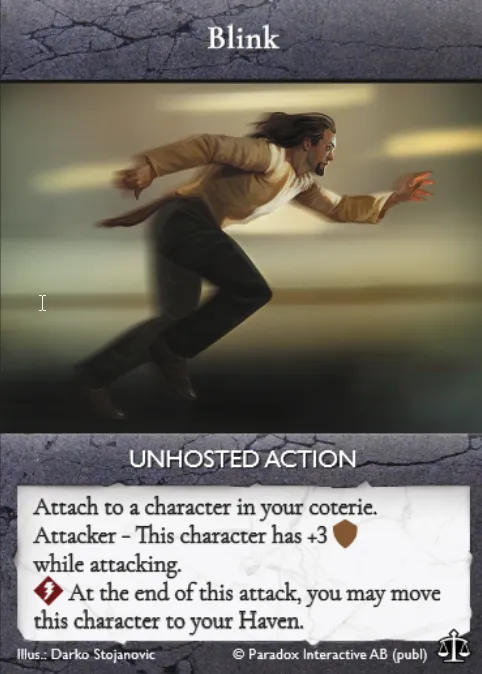 Blink
UNHOSTED ACTION
Attach to a character in your coterie.
Attacker - This character has +3
while attacking.
At the end of this attack, you may move
this character to your Haven.
Illus.: Darko Stojanovic © Paradox Interactive AB (publ)